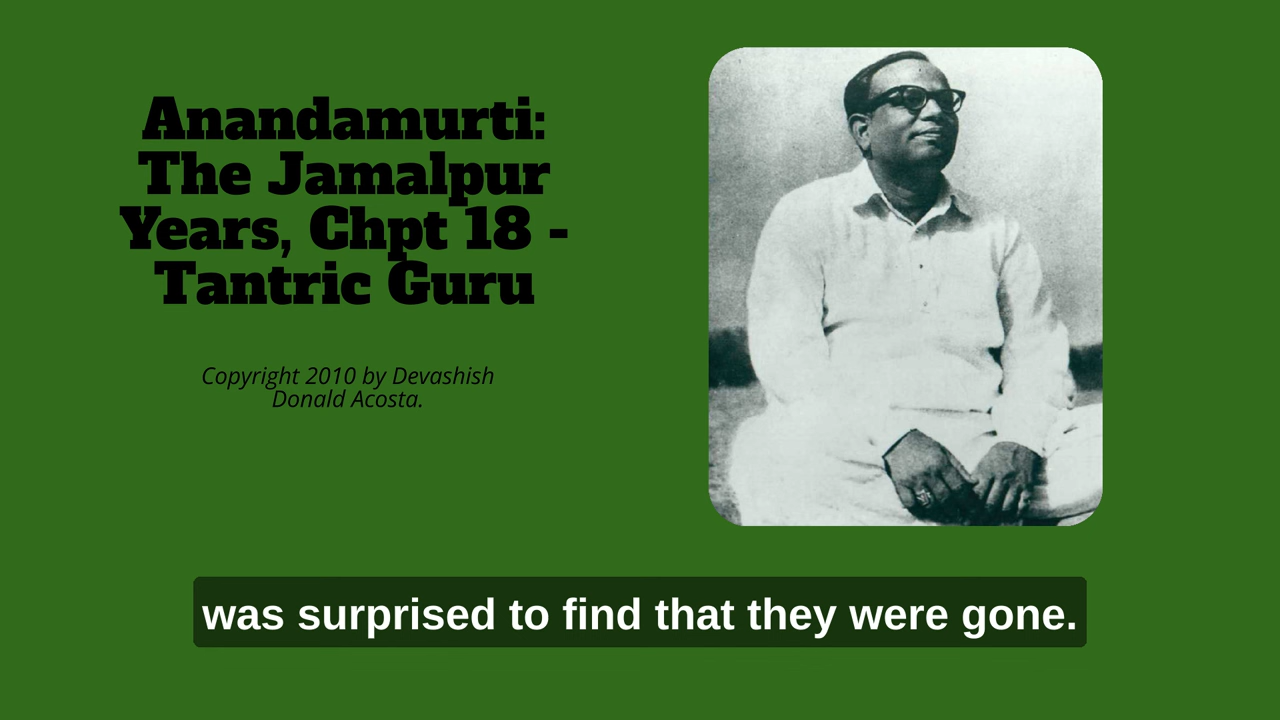 Anandamurti:
The Jamalpur
Years, Chpt 18 -
Tantric Guru
Copyright 2010 by Devashish
Donald Acosta.
was surprised to find that they were gone.